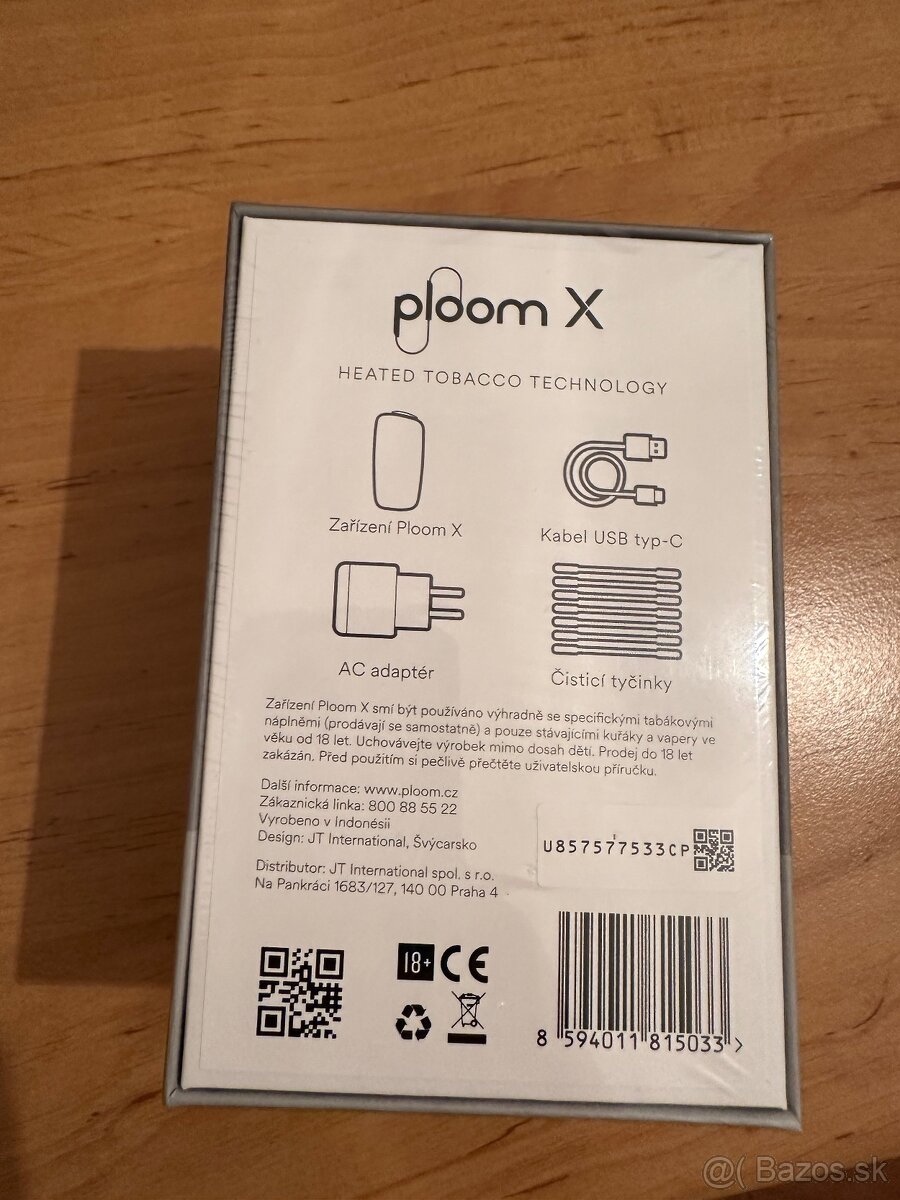 ploom X
HEATED TOBACCO TECHNOLOGY
Zařízení Ploom X
Kabel USB typ-C
AC adaptér
Čisticí tyčinky
Zařízení Ploom X smí být používáno výhradně se specifickými tabákovými
náplněmi (prodávají se samostatně) a pouze stávajícími kuřáky a vapery ve
věku od 18 let. Uchovávejte výrobek mimo dosah dětí. Prodej do 18 let
zakázán. Před použitím si pečlivě přečtěte uživatelskou příručku.
Další informace: www.ploom.cz
Zákaznická linka: 800 88 55 22
Vyrobeno v Indonésii
Design: JT International, Švýcarsko
U857577533CP
Distributor: JT International spol. s r.o.
Na Pankráci 1683/127, 140 00 Praha 4
18+ CE
8 594011 815033 >
@( Bazos.sk